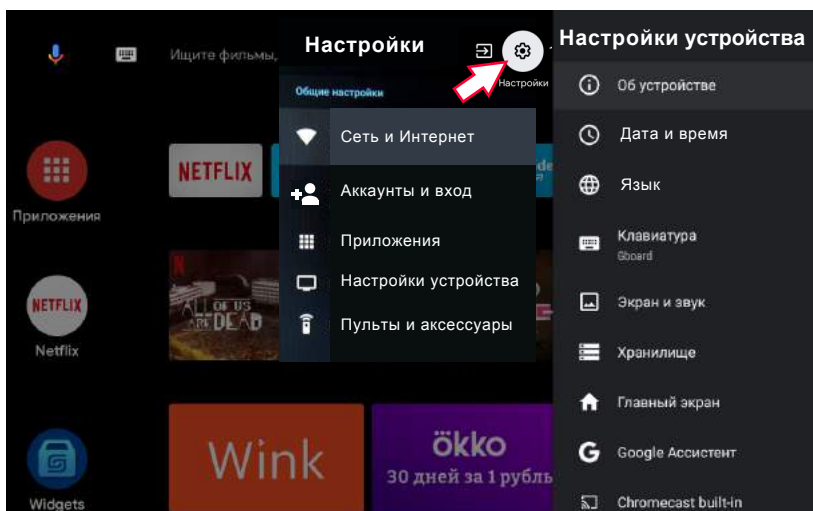 Ищите фильмы,
Приложения
NETFLIX
Netflix
Widgets
NETFLIX
ALL OF US
ARE DEAD
Wink
ökko
30 дней за 1 рубль
Настройки
Настройки
Общие настройки
Сеть и Интернет
Аккаунты и вход
Приложения
Настройки устройства
Пульты и аксессуары
Настройки устройства
Об устройстве
Дата и время
Язык
Клавиатура
Gboard
Экран и звук
Хранилище
Главный экран
Google Ассистент
Chromecast built-in